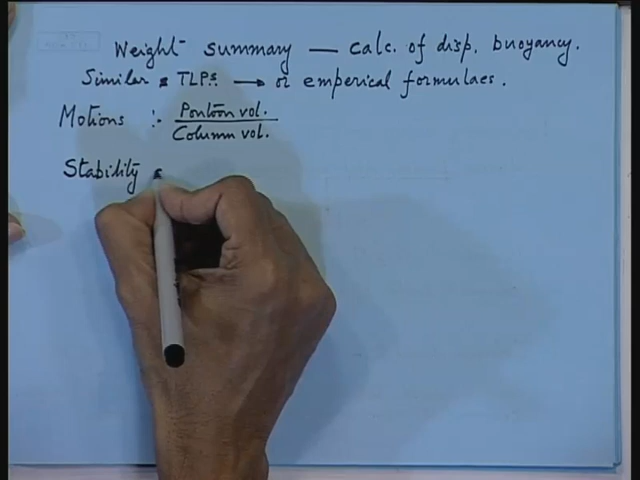 Weight summary — calc. of disp. buoyancy.
Similar TLPs. → or emperical formulaes.
Motions :- Pontoon vol.
Column vol.
Stability